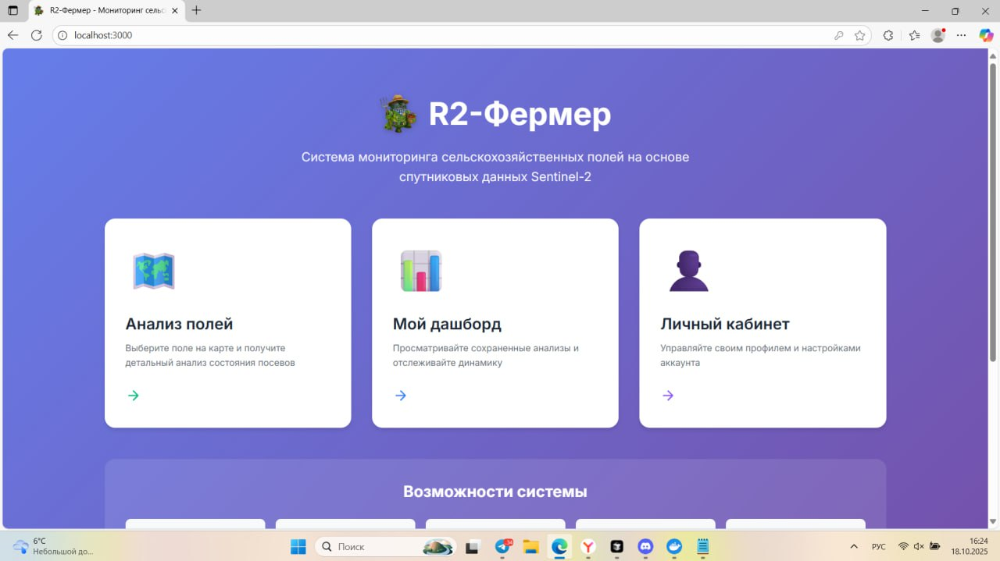 R2-Фермер - Мониторинг сельс
localhost:3000
R2-Фермер
Система мониторинга сельскохозяйственных полей на основе
спутниковых данных Sentinel-2
Анализ полей
Выберите поле на карте и получите
детальный анализ состояния посевов
Мой дашборд
Просматривайте сохраненные анализы и
отслеживайте динамику
Личный кабинет
Управляйте своим профилем и настройками
аккаунта
Возможности системы
6°C
Небольшой до...
Поиск
РУС
16:24
18.10.2025